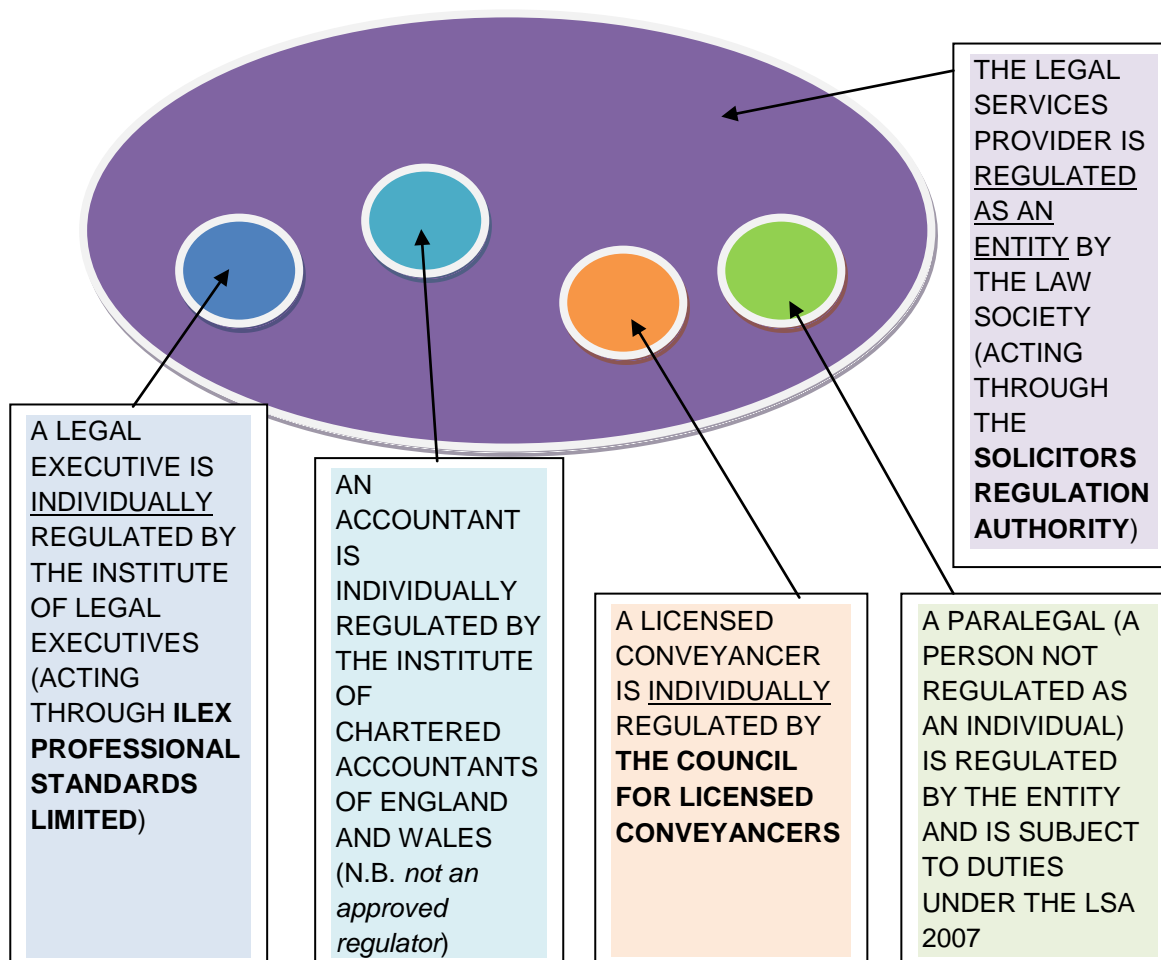 THE LEGAL
SERVICES
PROVIDER IS
REGULATED
AS AN
ENTITY BY
THE LAW
SOCIETY
(ACTING
THROUGH
THE
SOLICITORS
REGULATION
AUTHORITY)
A LEGAL
EXECUTIVE IS
INDIVIDUALLY
REGULATED BY
THE INSTITUTE
OF LEGAL
EXECUTIVES
(ACTING
THROUGH ILEX
PROFESSIONAL
STANDARDS
LIMITED)
AN
ACCOUNTANT
IS
INDIVIDUALLY
REGULATED BY
THE INSTITUTE
OF
CHARTERED
ACCOUNTANTS
OF ENGLAND
AND WALES
(N.B. not an
approved
regulator)
A LICENSED
CONVEYANCER
IS INDIVIDUALLY
REGULATED BY
THE COUNCIL
FOR LICENSED
CONVEYANCERS
A PARALEGAL (A
PERSON NOT
REGULATED AS
AN INDIVIDUAL)
IS REGULATED
BY THE ENTITY
AND IS SUBJECT
TO DUTIES
UNDER THE LSA
2007